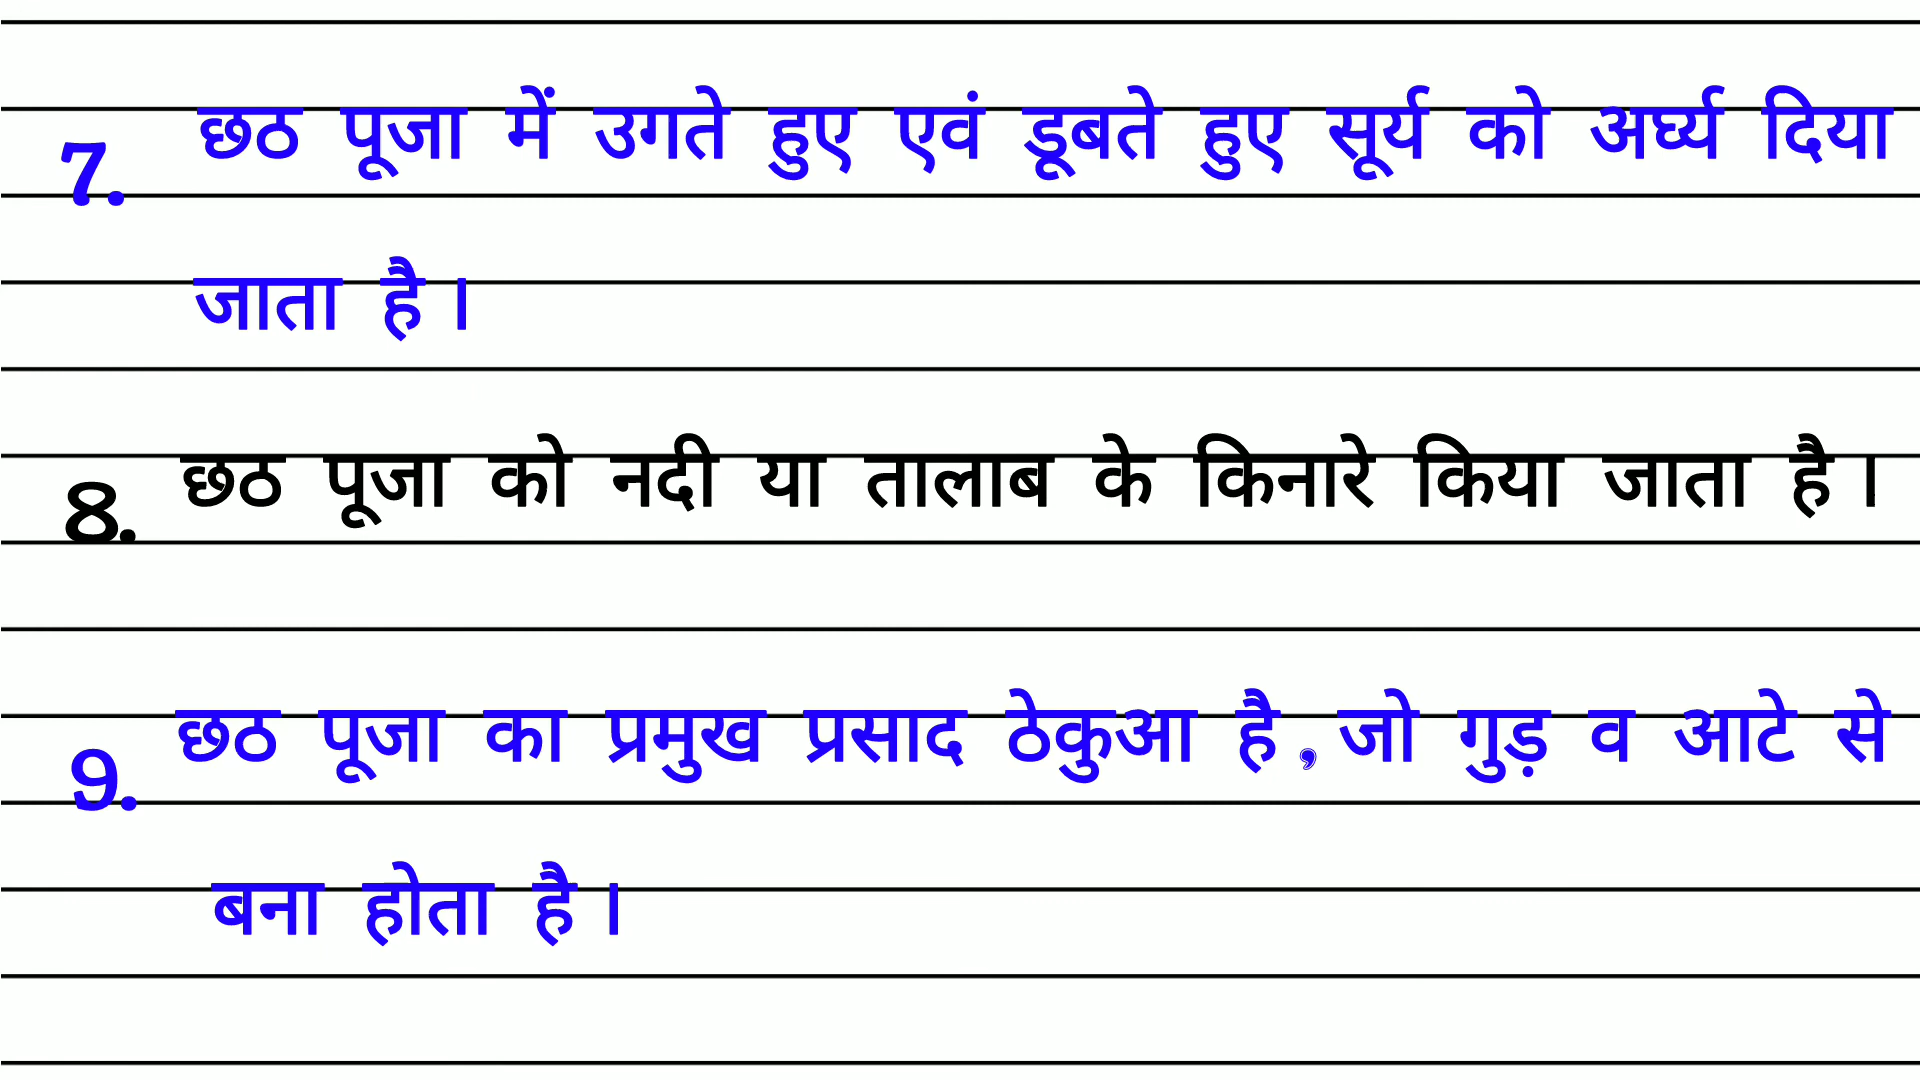 7. छठ पूजा में उगते हुए एवं डूबते हुए सूर्य को अर्घ्य दिया
जाता है।
8. छठ पूजा को नदी या तालाब के किनारे किया जाता है।
9. छठ पूजा का प्रमुख प्रसाद ठेकुआ है, जो गुड़ व आटे से
बना होता है।